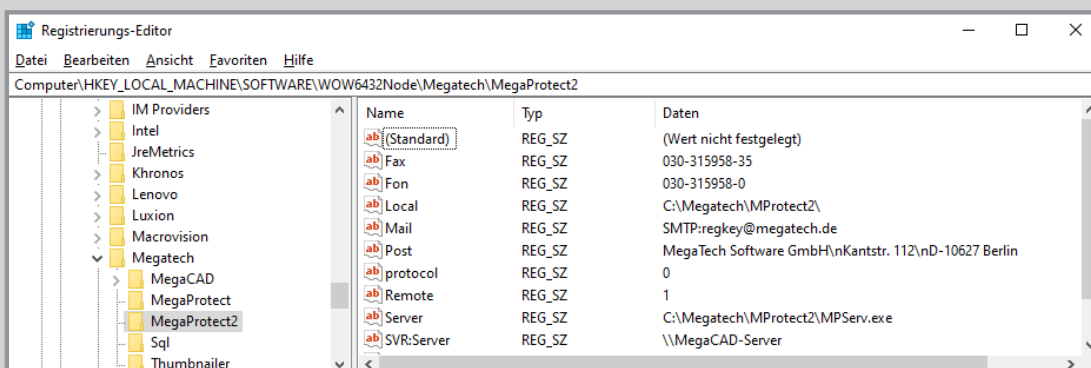 Registrierungs-Editor
Datei Bearbeiten Ansicht Favoriten Hilfe
Computer\HKEY_LOCAL_MACHINE\SOFTWARE\WOW6432Node\Megatech\MegaProtect2
IM Providers
Intel
JreMetrics
Khronos
Lenovo
Luxion
Macrovision
Megatech
MegaCAD
MegaProtect
MegaProtect2
Sql
Thumbnailer
Name Typ Daten
(Standard) REG_SZ (Wert nicht festgelegt)
Fax REG_SZ 030-315958-35
Fon REG_SZ 030-315958-0
Local REG_SZ C:\Megatech\MProtect2\
Mail REG_SZ SMTP:regkey@megatech.de
Post REG_SZ MegaTech Software GmbH\nKantstr. 112\nD-10627 Berlin
protocol REG_SZ 0
Remote REG_SZ 1
Server REG_SZ C:\Megatech\MProtect2\MPServ.exe
SVR:Server REG_SZ \\MegaCAD-Server